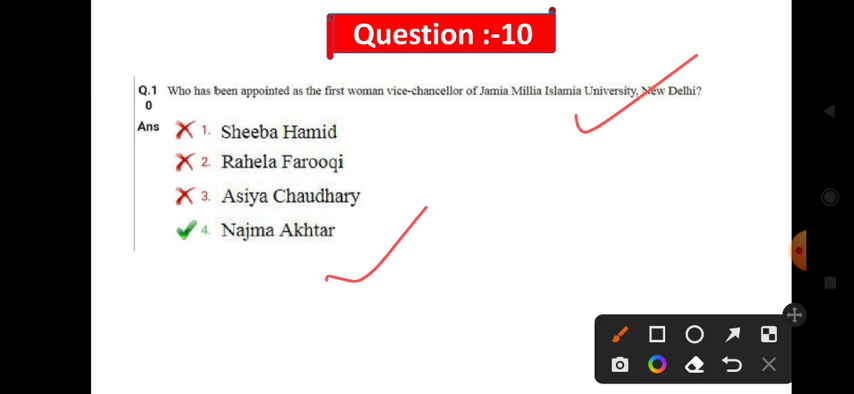 Question :-10
Q.1 Who has been appointed as the first woman vice-chancellor of Jamia Millia Islamia University, New Delhi?
0
Ans 1. Sheeba Hamid
2. Rahela Farooqi
3. Asiya Chaudhary
4. Najma Akhtar